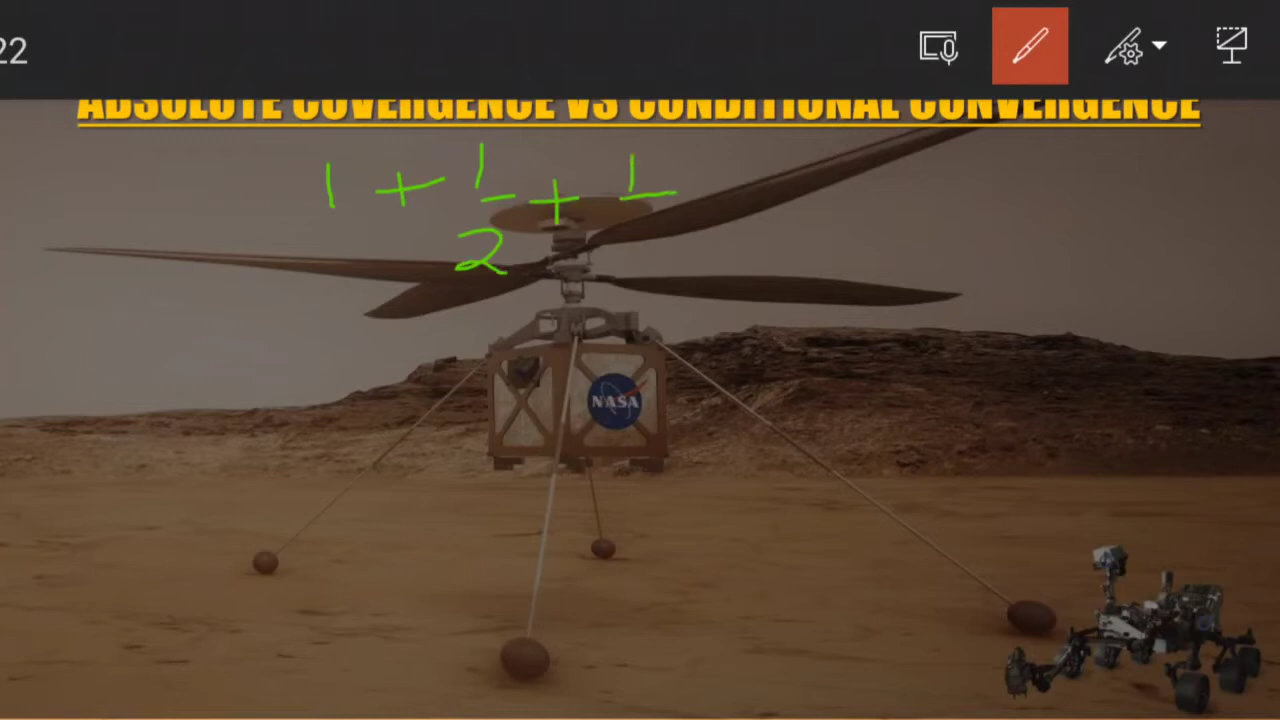 22
ABSOLUTE COVERGENCE VS CONDITIONAL CONVERGENCE
1 + 1/2 + 1/
NASA